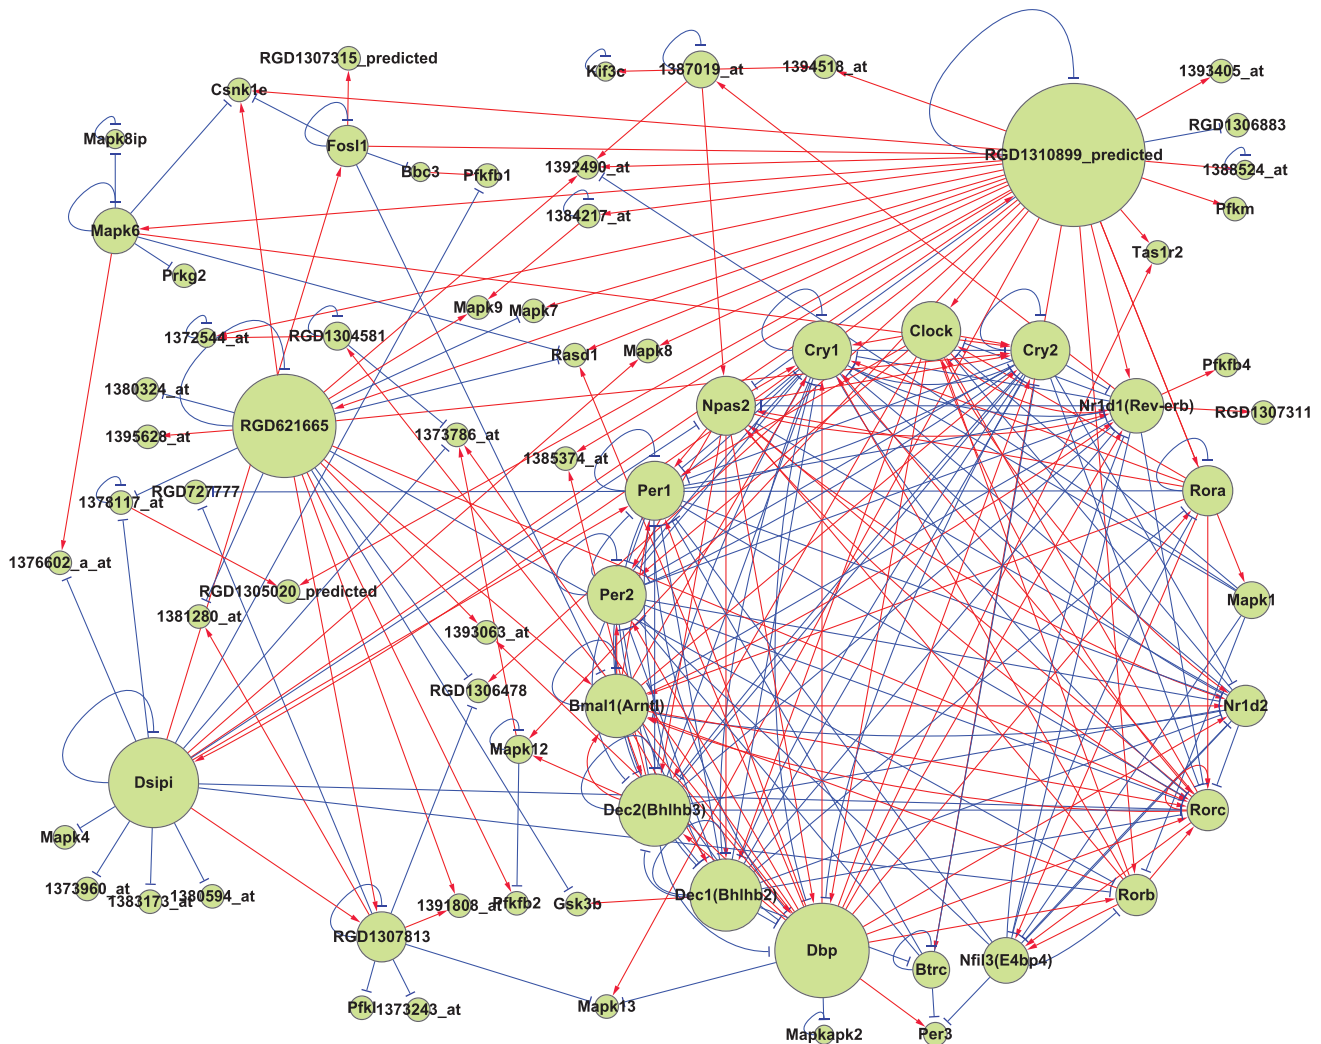 RGD1307315_predicted
Kif3c
1387019_at
1394518_at
1393405_at
Csnk1e
RGD1306883
Mapk8ip
Fosl1
RGD1310899_predicted
Bbc3
Pfkfb1
1392490_at
1388524_at
1384217_at
Pfkm
Mapk6
Tas1r2
Prkg2
Mapk9
Mapk7
1372544_at
RGD1304581
Rasd1
Mapk8
Cry1
Clock
Cry2
Pfkfb4
1380324_at
Npas2
Nr1d1(Rev-erb)
RGD1307311
RGD621665
1395628_at
1373786_at
1385374_at
1378117_at
RGD727777
Per1
Rora
1376602_a_at
RGD1305020_predicted
Per2
Mapk1
1381280_at
1393063_at
RGD1306478
Bmal1(Arntl)
Nr1d2
Mapk12
Dsipi
Dec2(Bhlhb3)
Rorc
Mapk4
1373960_at
1383173_at
1380594_at
1391808_at
Pfkfb2
Gsk3b
Dec1(Bhlhb2)
Rorb
RGD1307813
Dbp
Btrc
Nfil3(E4bp4)
Pfkl
1373243_at
Mapk13
Mapkapk2
Per3